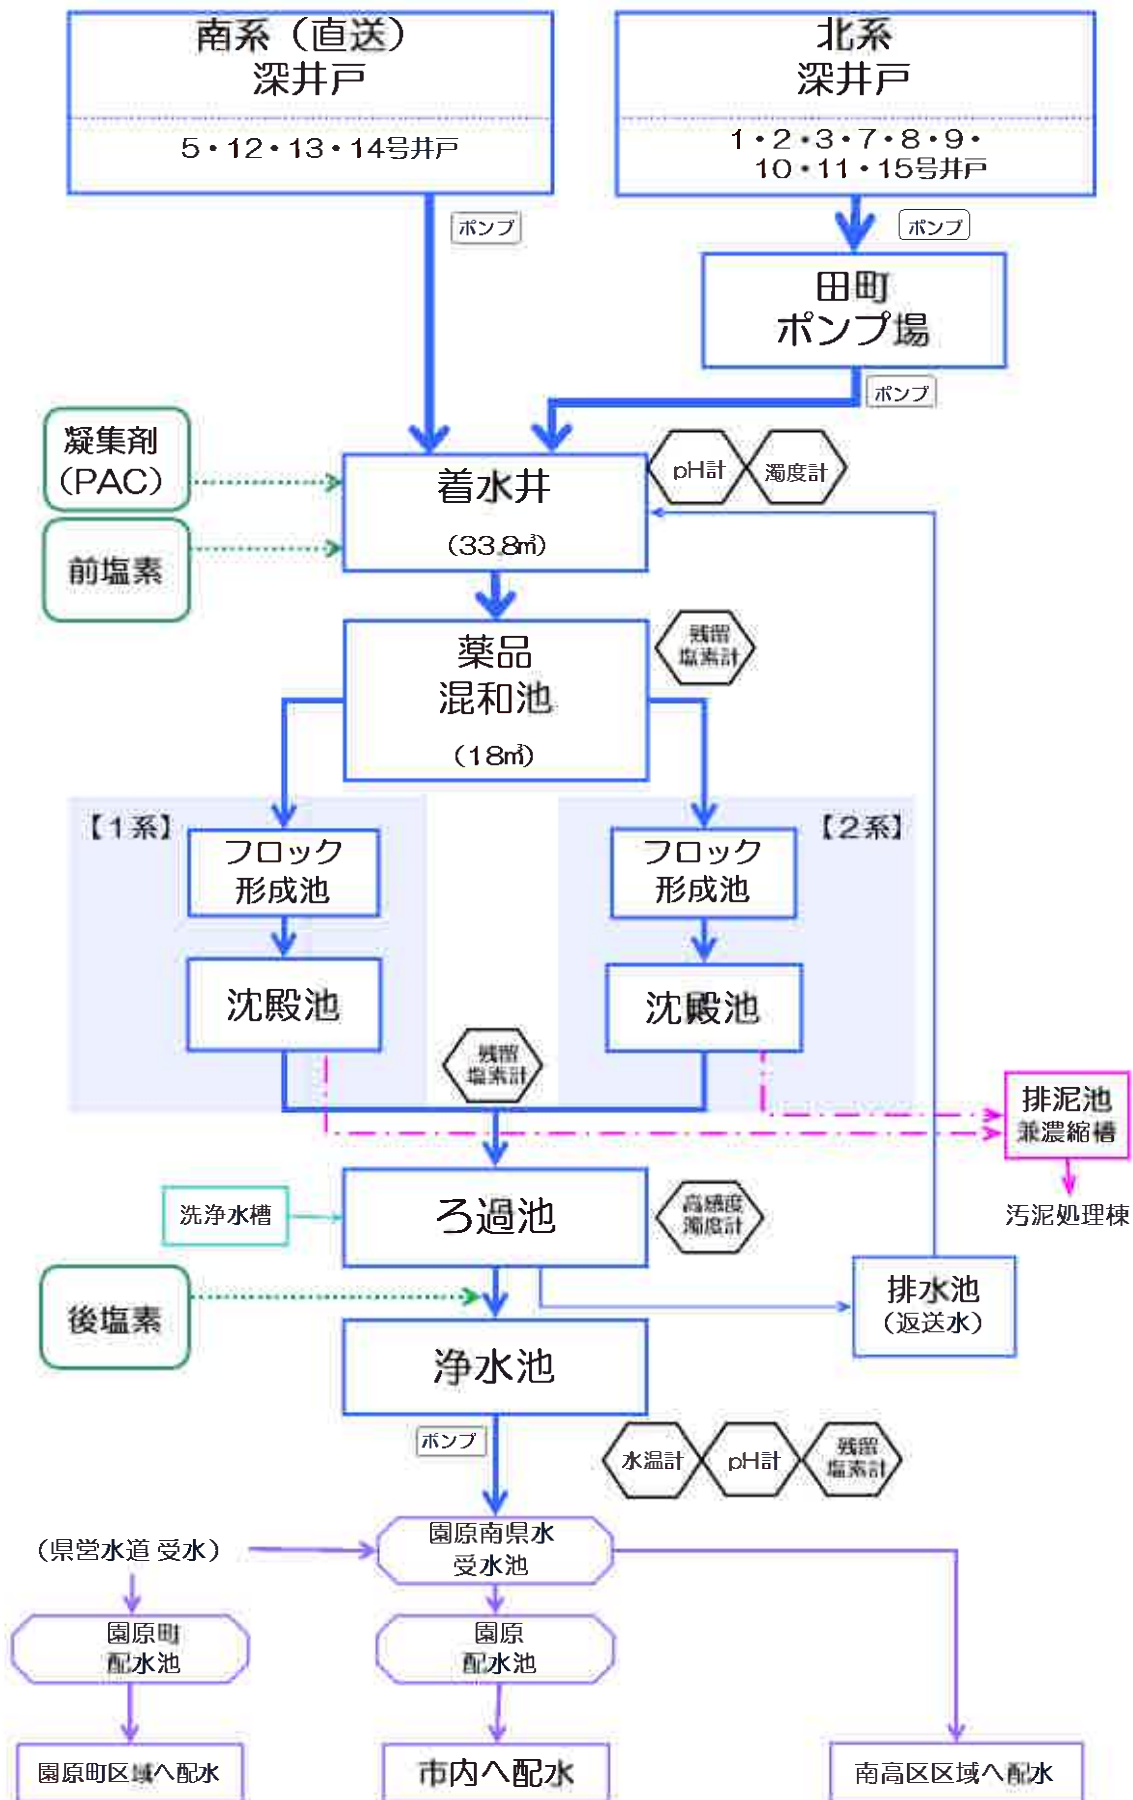 南系（直送）
深井戸
5・12・13・14号井戸
北系
深井戸
1・2・3・7・8・9・
10・11・15号井戸
ポンプ
ポンプ
田町
ポンプ場
ポンプ
凝集剤
（PAC）
前塩素
着水井
（33.8㎥）
pH計
濁度計
薬品
混和池
（18㎥）
残留
塩素計
【1系】
フロック
形成池
沈殿池
【2系】
フロック
形成池
沈殿池
残留
塩素計
排泥池
兼濃縮槽
汚泥処理棟
洗浄水槽
ろ過池
高感度
濁度計
後塩素
排水池
（返送水）
浄水池
ポンプ
水温計
pH計
残留
塩素計
（県営水道 受水）
園原南県水
受水池
園原町
配水池
園原
配水池
園原町区域へ配水
市内へ配水
南高区区域へ配水